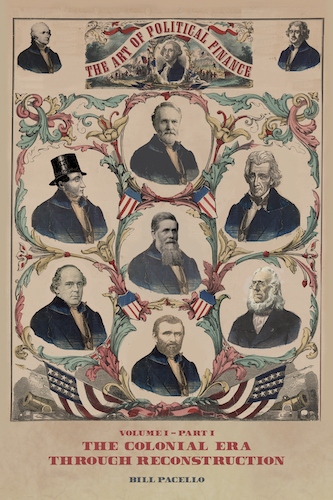 THE ART OF POLITICAL FINANCE
VOLUME I – PART I
THE COLONIAL ERA
THROUGH RECONSTRUCTION
BILL PACELLO